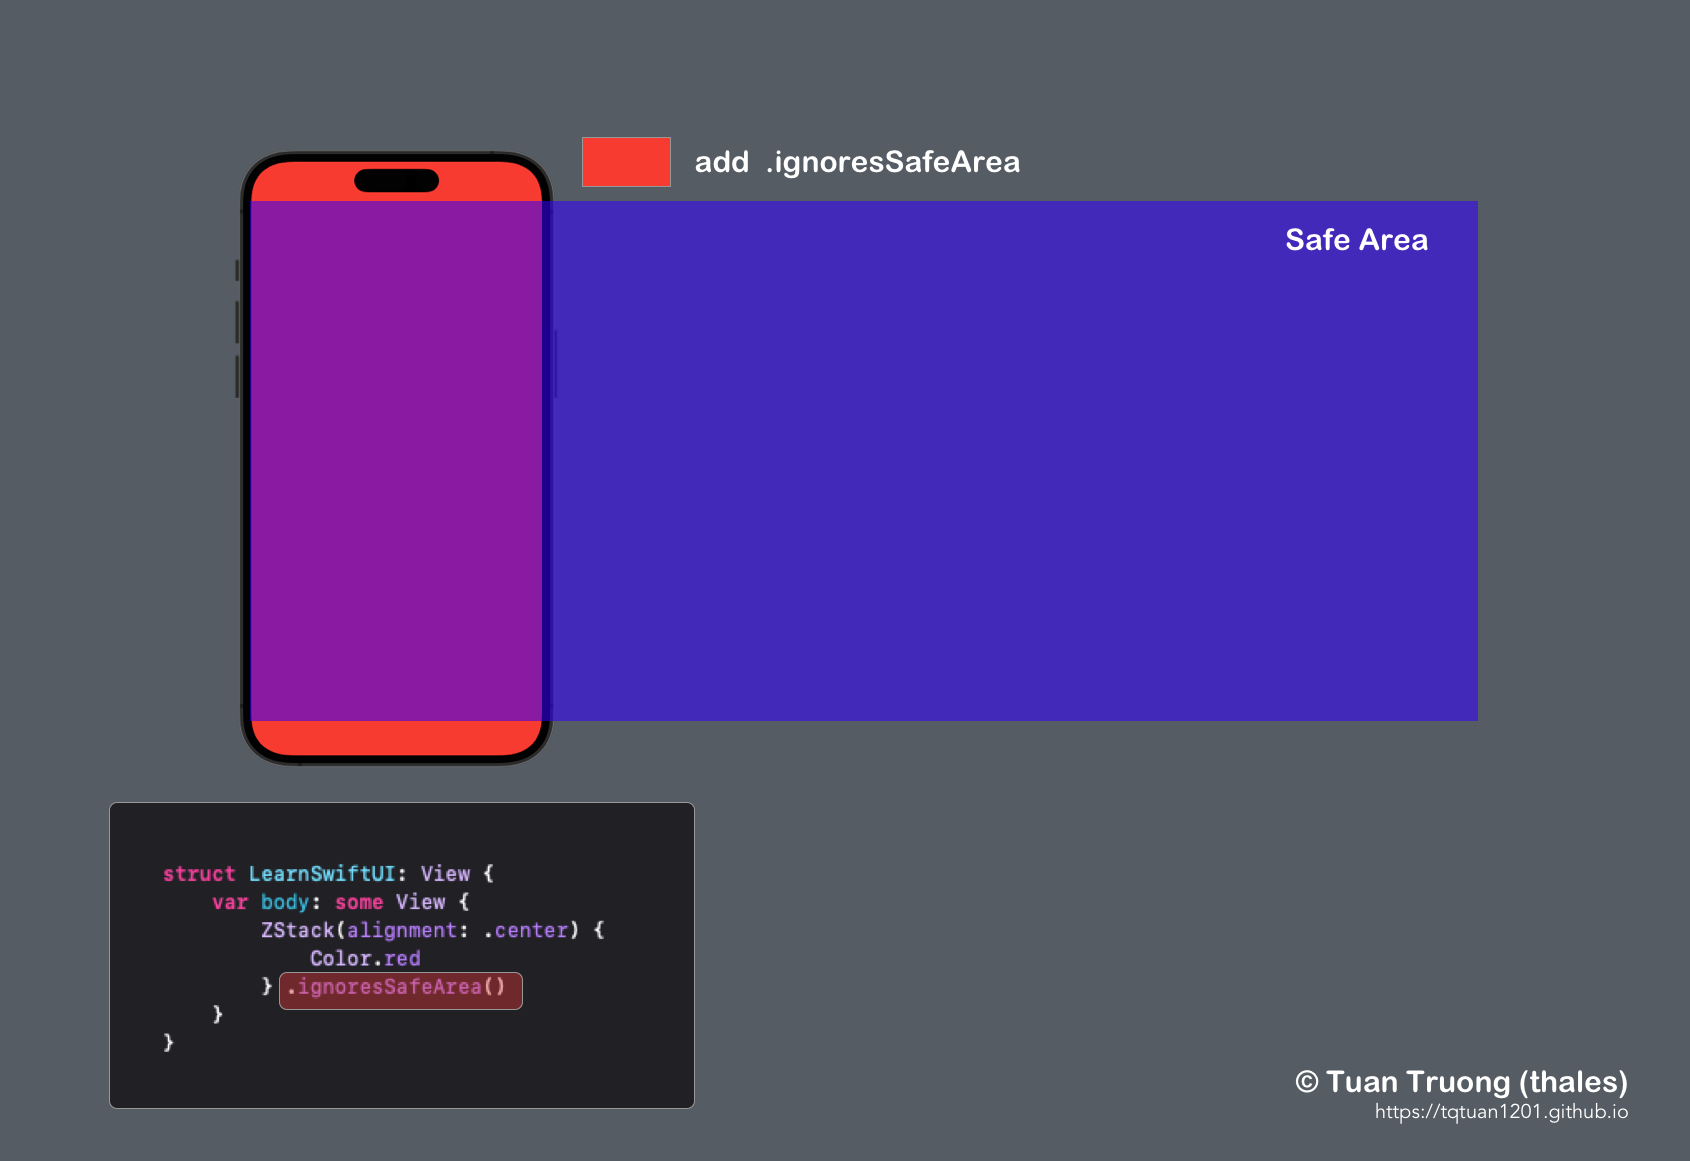 add .ignoresSafeArea
Safe Area
struct LearnSwiftUI: View {
    var body: some View {
        ZStack(alignment: .center) {
            Color.red
        } .ignoresSafeArea()
    }
}
© Tuan Truong (thales)
https://tqtuan1201.github.io